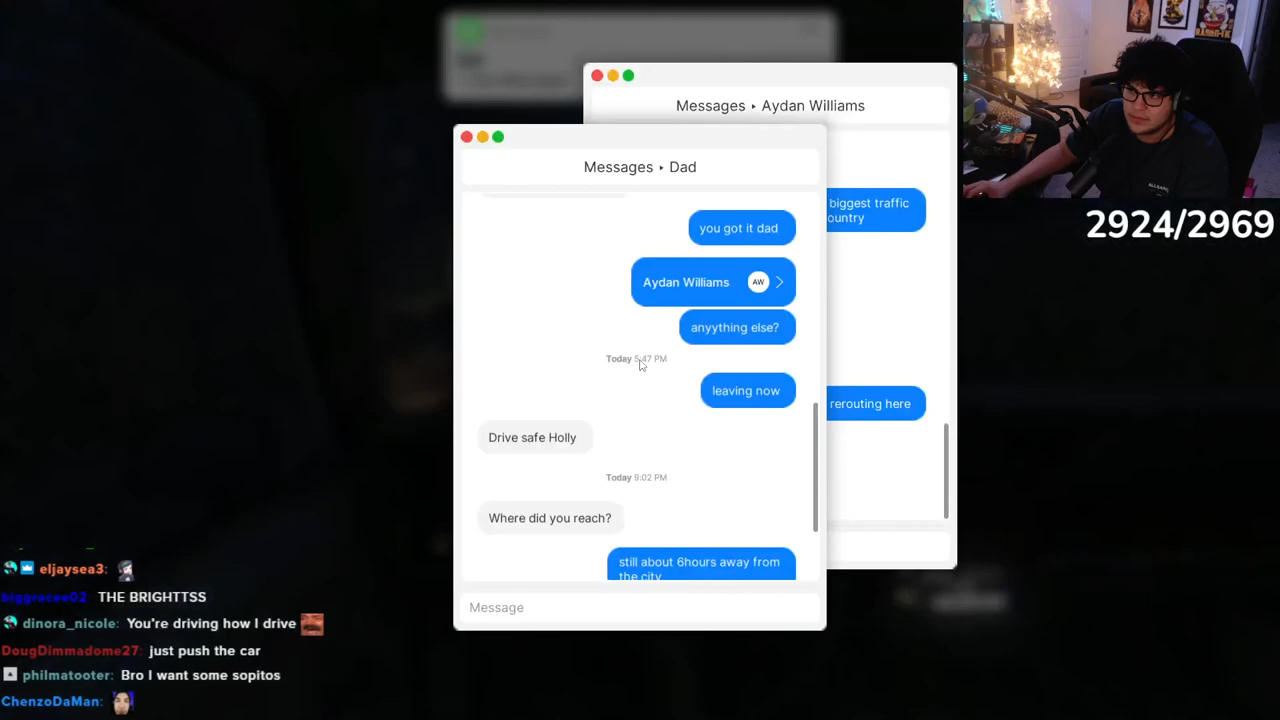 Messages ▸ Aydan Williams
biggest traffic
ountry
rerouting here
Messages ▸ Dad
you got it dad
Aydan Williams AW
anyything else?
Today 5:47 PM
leaving now
Drive safe Holly
Today 9:02 PM
Where did you reach?
still about 6hours away from
the city
Message
2924/2969
eljaysea3:
biggracee02 THE BRIGHTTSS
dinora_nicole: You're driving how I drive
DougDimmadome27: just push the car
philmatooter: Bro I want some sopitos
ChenzoDaMan: